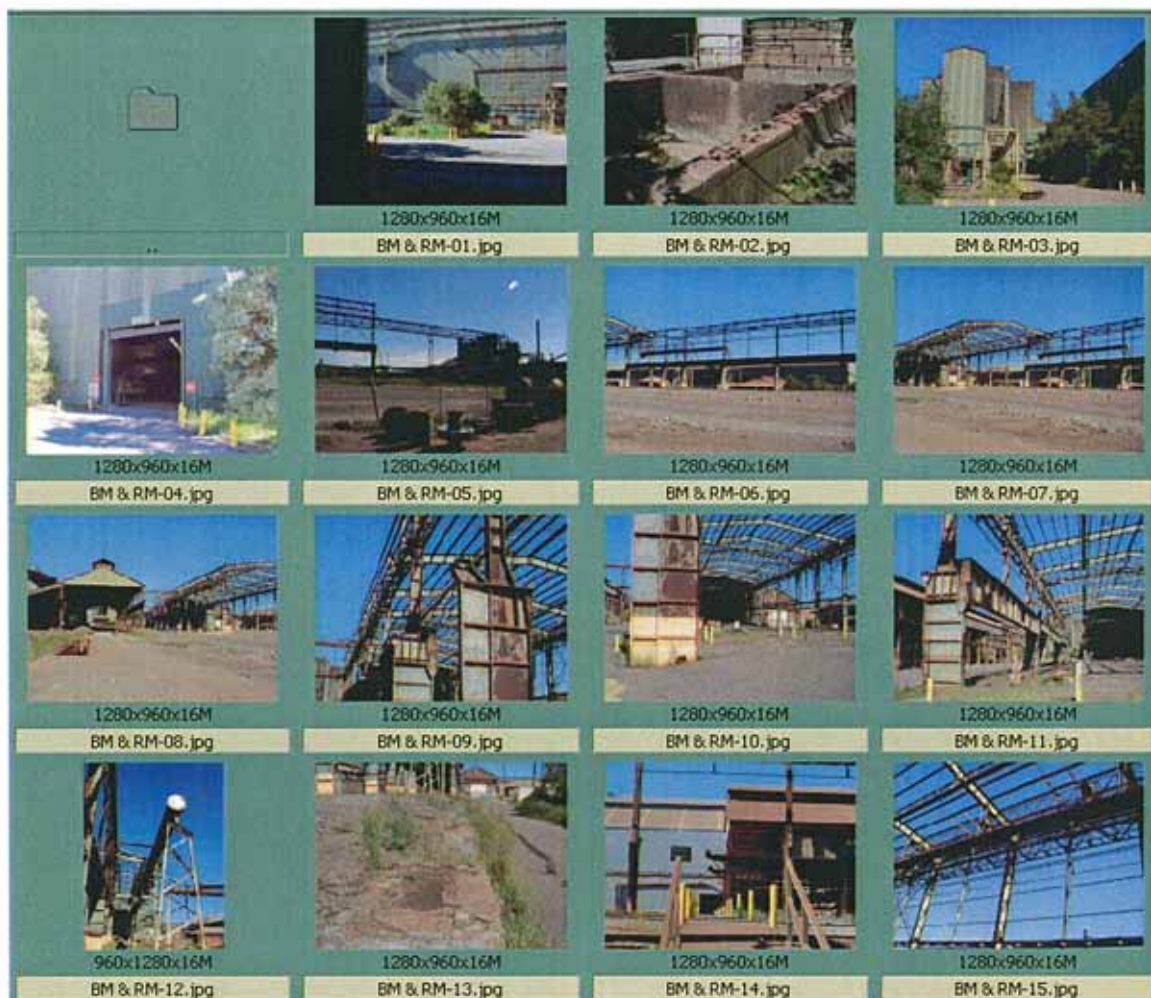 1280x960x16M 1280x960x16M 1280x960x16M
.. BM & RM-01.jpg BM & RM-02.jpg BM & RM-03.jpg
1280x960x16M 1280x960x16M 1280x960x16M 1280x960x16M
BM & RM-04.jpg BM & RM-05.jpg BM & RM-06.jpg BM & RM-07.jpg
1280x960x16M 1280x960x16M 1280x960x16M 1280x960x16M
BM & RM-08.jpg BM & RM-09.jpg BM & RM-10.jpg BM & RM-11.jpg
960x1280x16M 1280x960x16M 1280x960x16M 1280x960x16M
BM & RM-12.jpg BM & RM-13.jpg BM & RM-14.jpg BM & RM-15.jpg